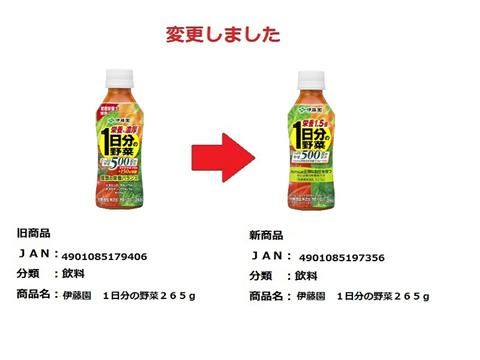 変更しました
伊藤園
栄養、濃厚
1日分の
野菜
500
伊藤園
栄養1.5倍
1日分の
野菜
500
旧商品
ＪＡＮ：4901085179406
分類　：飲料
商品名：伊藤園　１日分の野菜２６５ｇ
新商品
ＪＡＮ：4901085197356
分類　：飲料
商品名：伊藤園　１日分の野菜２６５ｇ